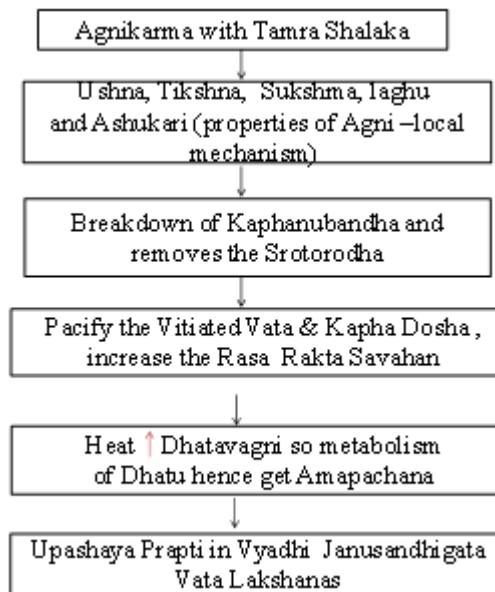 Agnikarma with Tamra Shalaka
Ushna, Tikshna, Sukshma, laghu
and Ashukari (properties of Agni –local
mechanism)
Breakdown of Kaphanubandha and
removes the Srotorodha
Pacify the Vitiated Vata & Kapha Dosha ,
increase the Rasa Rakta Savahan
Heat ↑ Dhatavagni so metabolism
of Dhatu hence get Amapachana
Upashaya Prapti in Vyadhi Janusandhigata
Vata Lakshanas